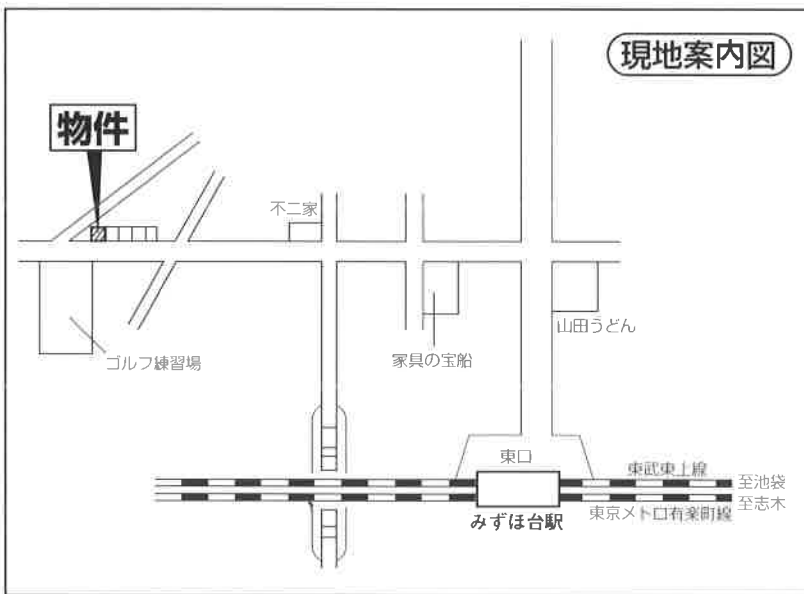 現地案内図
物件
不二家
山田うどん
ゴルフ練習場
家具の宝船
東口
東武東上線
至池袋
至志木
東京メトロ有楽町線
みずほ台駅